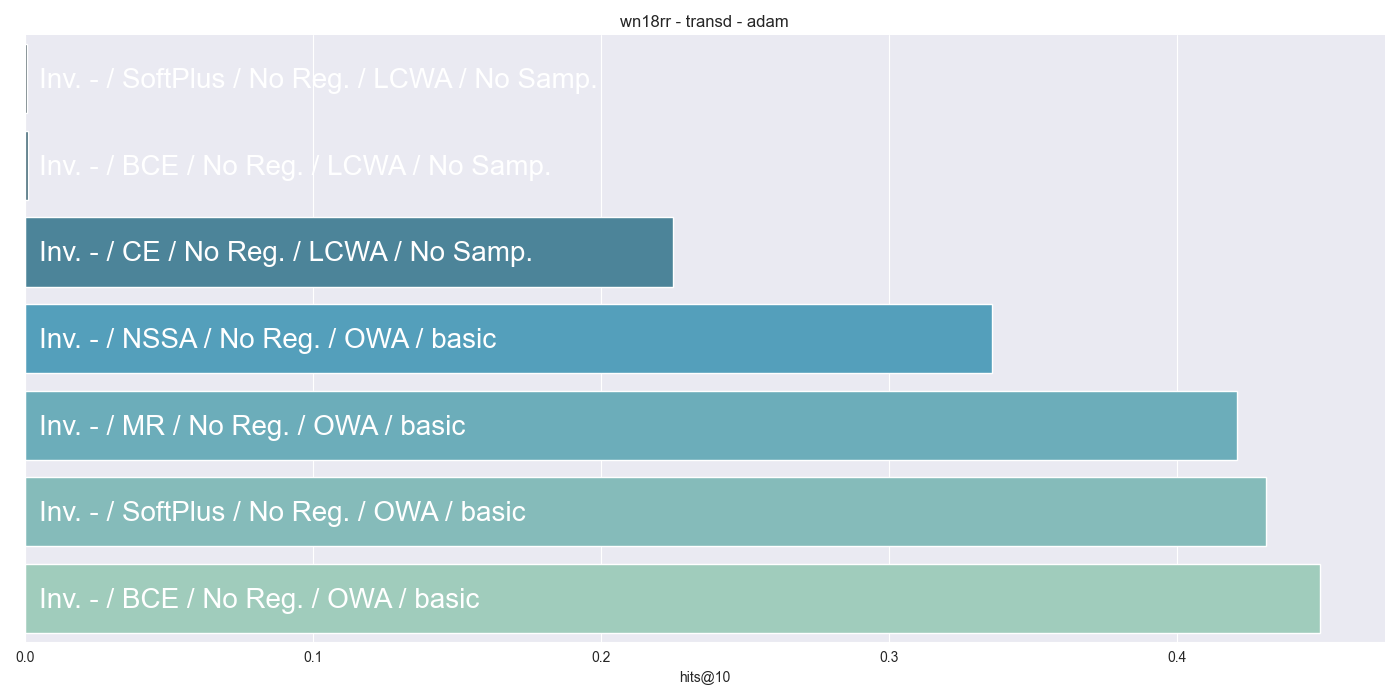 wn18rr - transd - adam
Inv. - / SoftPlus / No Reg. / LCWA / No Samp.
Inv. - / BCE / No Reg. / LCWA / No Samp.
Inv. - / CE / No Reg. / LCWA / No Samp.
Inv. - / NSSA / No Reg. / OWA / basic
Inv. - / MR / No Reg. / OWA / basic
Inv. - / SoftPlus / No Reg. / OWA / basic
Inv. - / BCE / No Reg. / OWA / basic
0.0 0.1 0.2 0.3 0.4
hits@10